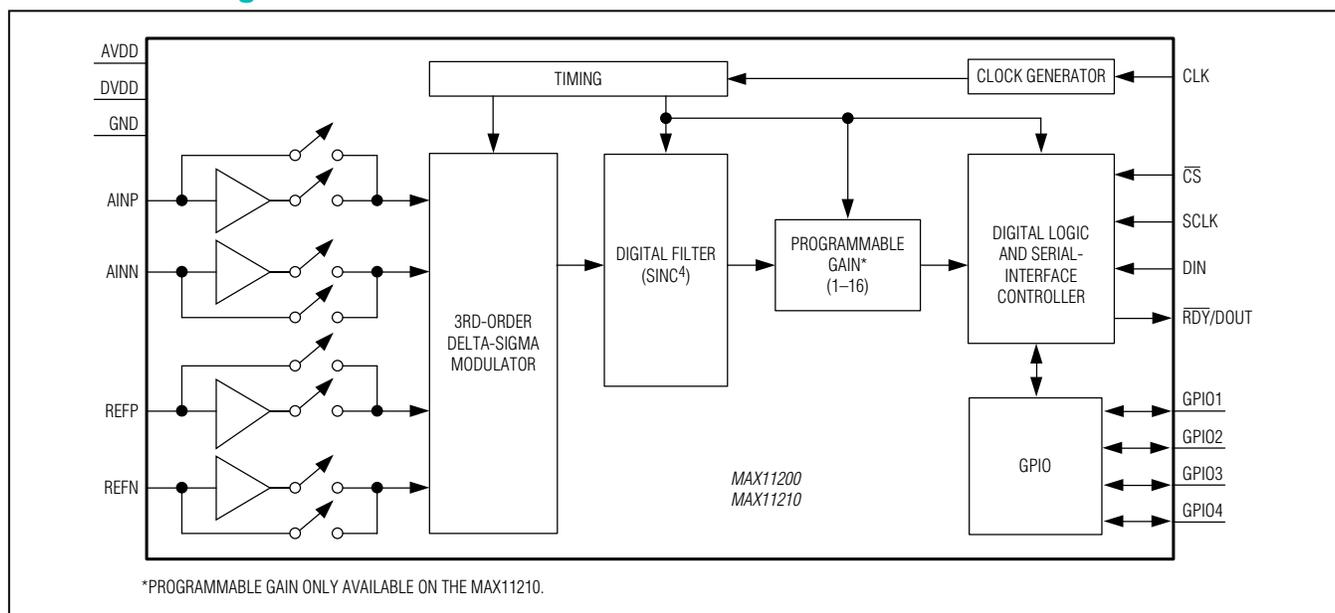 AVDD
DVDD
GND
AINP
AINN
REFP
REFN
TIMING
CLOCK GENERATOR
CLK
3RD-ORDER
DELTA-SIGMA
MODULATOR
DIGITAL FILTER
(SINC⁴)
PROGRAMMABLE
GAIN*
(1–16)
DIGITAL LOGIC
AND SERIAL-
INTERFACE
CONTROLLER
C̅S̅
SCLK
DIN
R̅D̅Y̅/DOUT
GPIO
GPIO1
GPIO2
GPIO3
GPIO4
MAX11200
MAX11210
*PROGRAMMABLE GAIN ONLY AVAILABLE ON THE MAX11210.